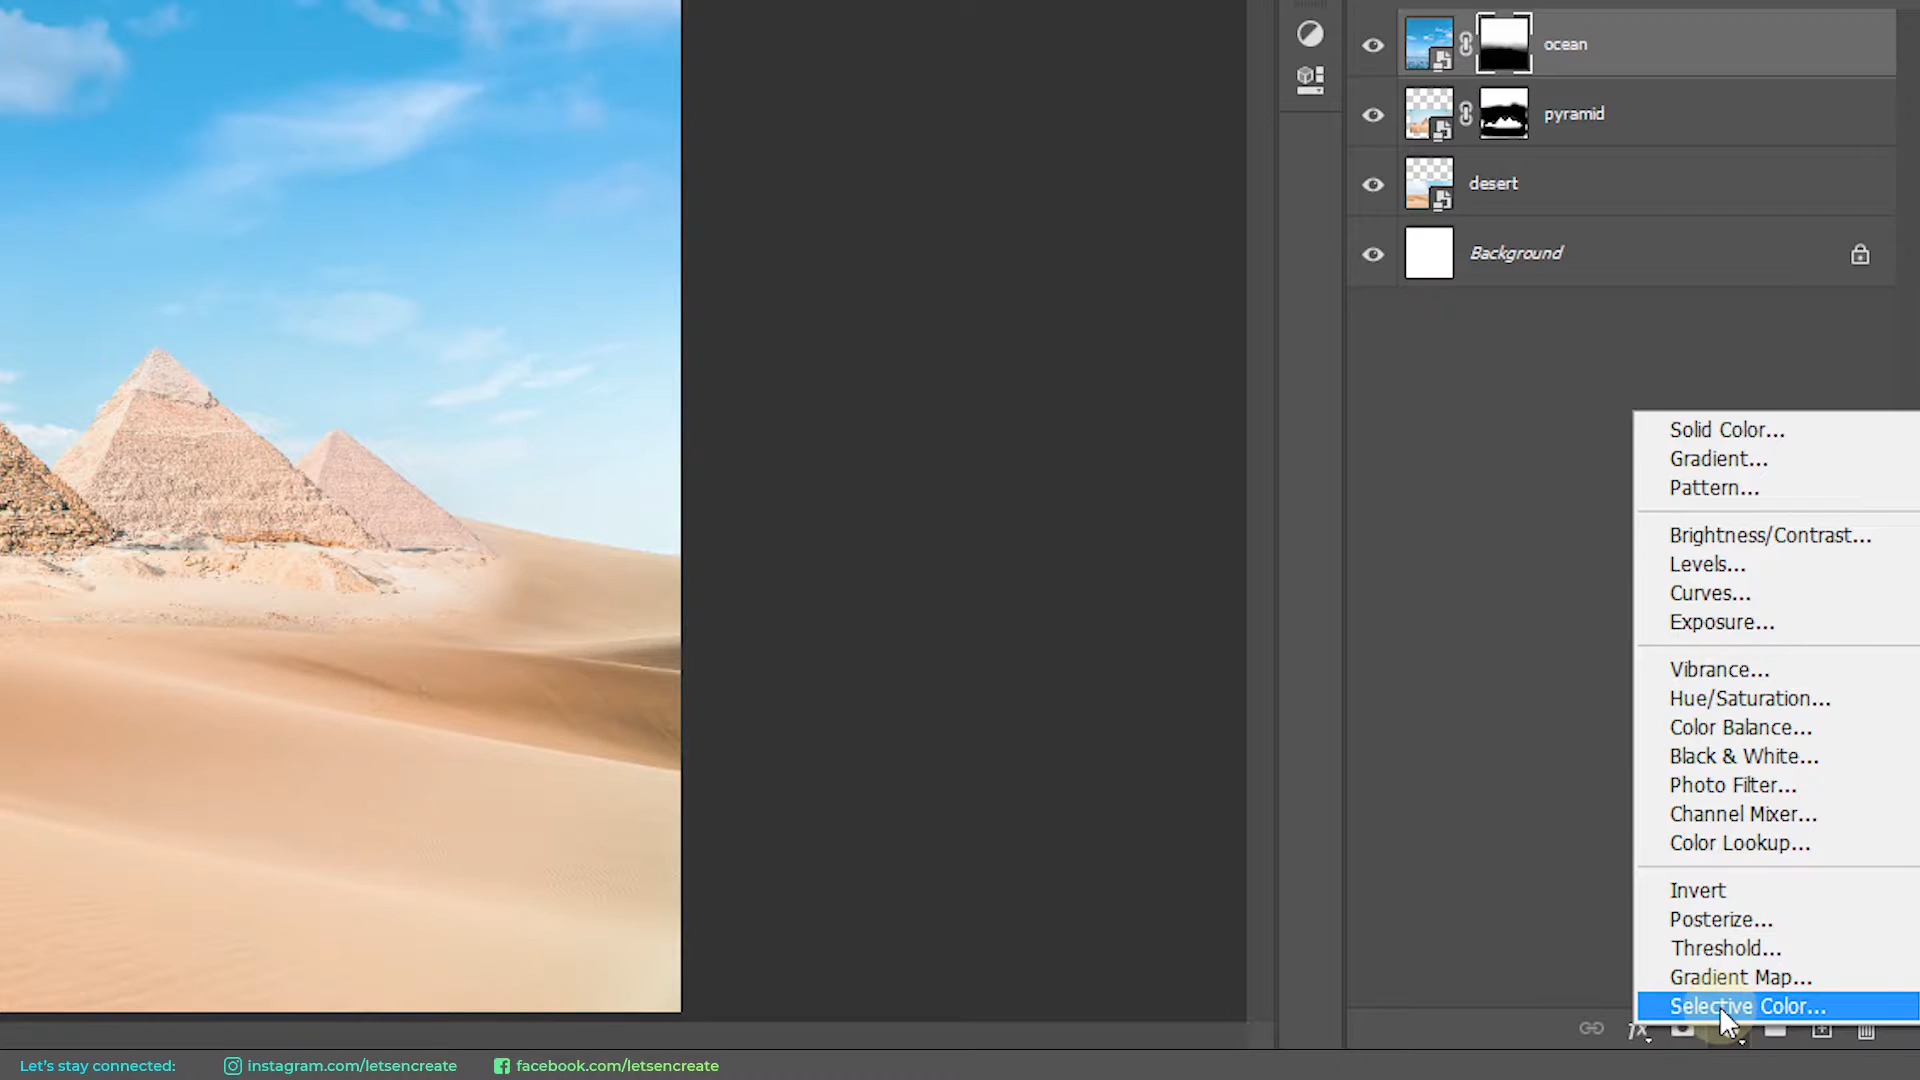 ocean
pyramid
desert
Background
Solid Color...
Gradient...
Pattern...
Brightness/Contrast...
Levels...
Curves...
Exposure...
Vibrance...
Hue/Saturation...
Color Balance...
Black & White...
Photo Filter...
Channel Mixer...
Color Lookup...
Invert
Posterize...
Threshold...
Gradient Map...
Selective Color...
fx
Let's stay connected: instagram.com/letsencreate facebook.com/letsencreate